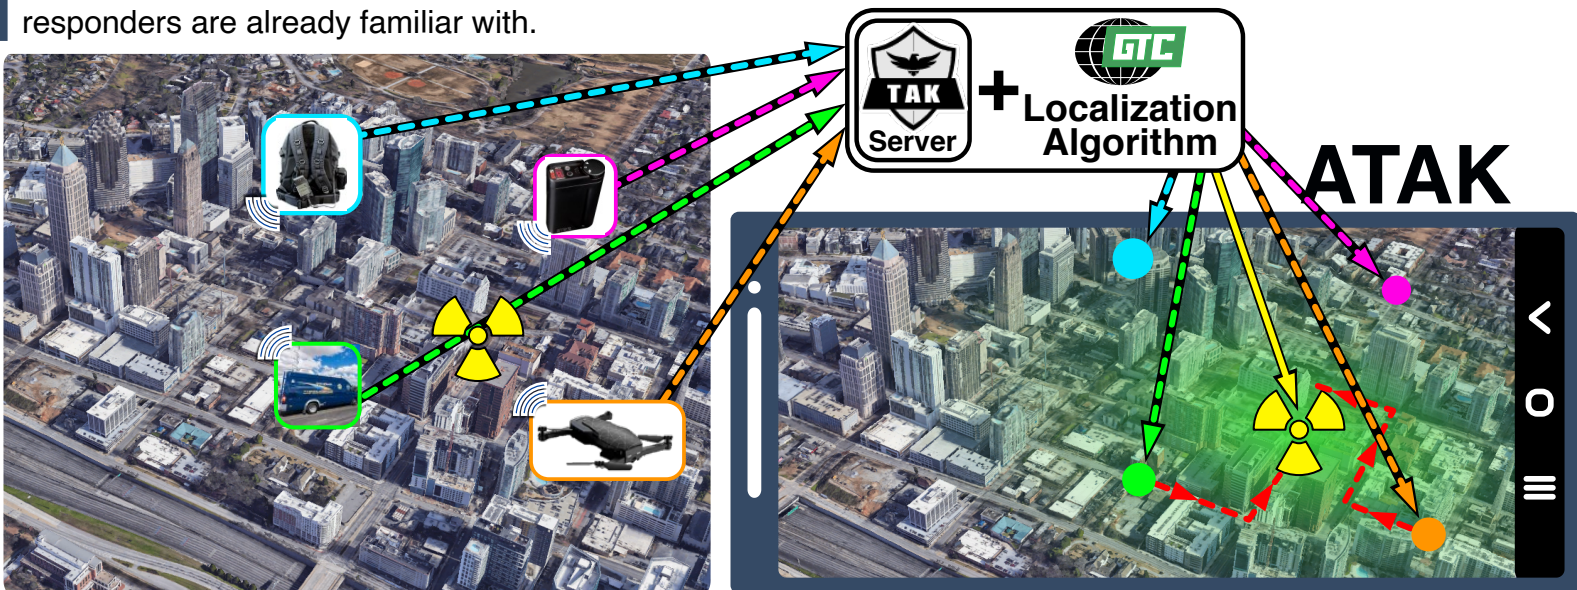 responders are already familiar with.
TAK
Server
+
GTC
Localization
Algorithm
ATAK